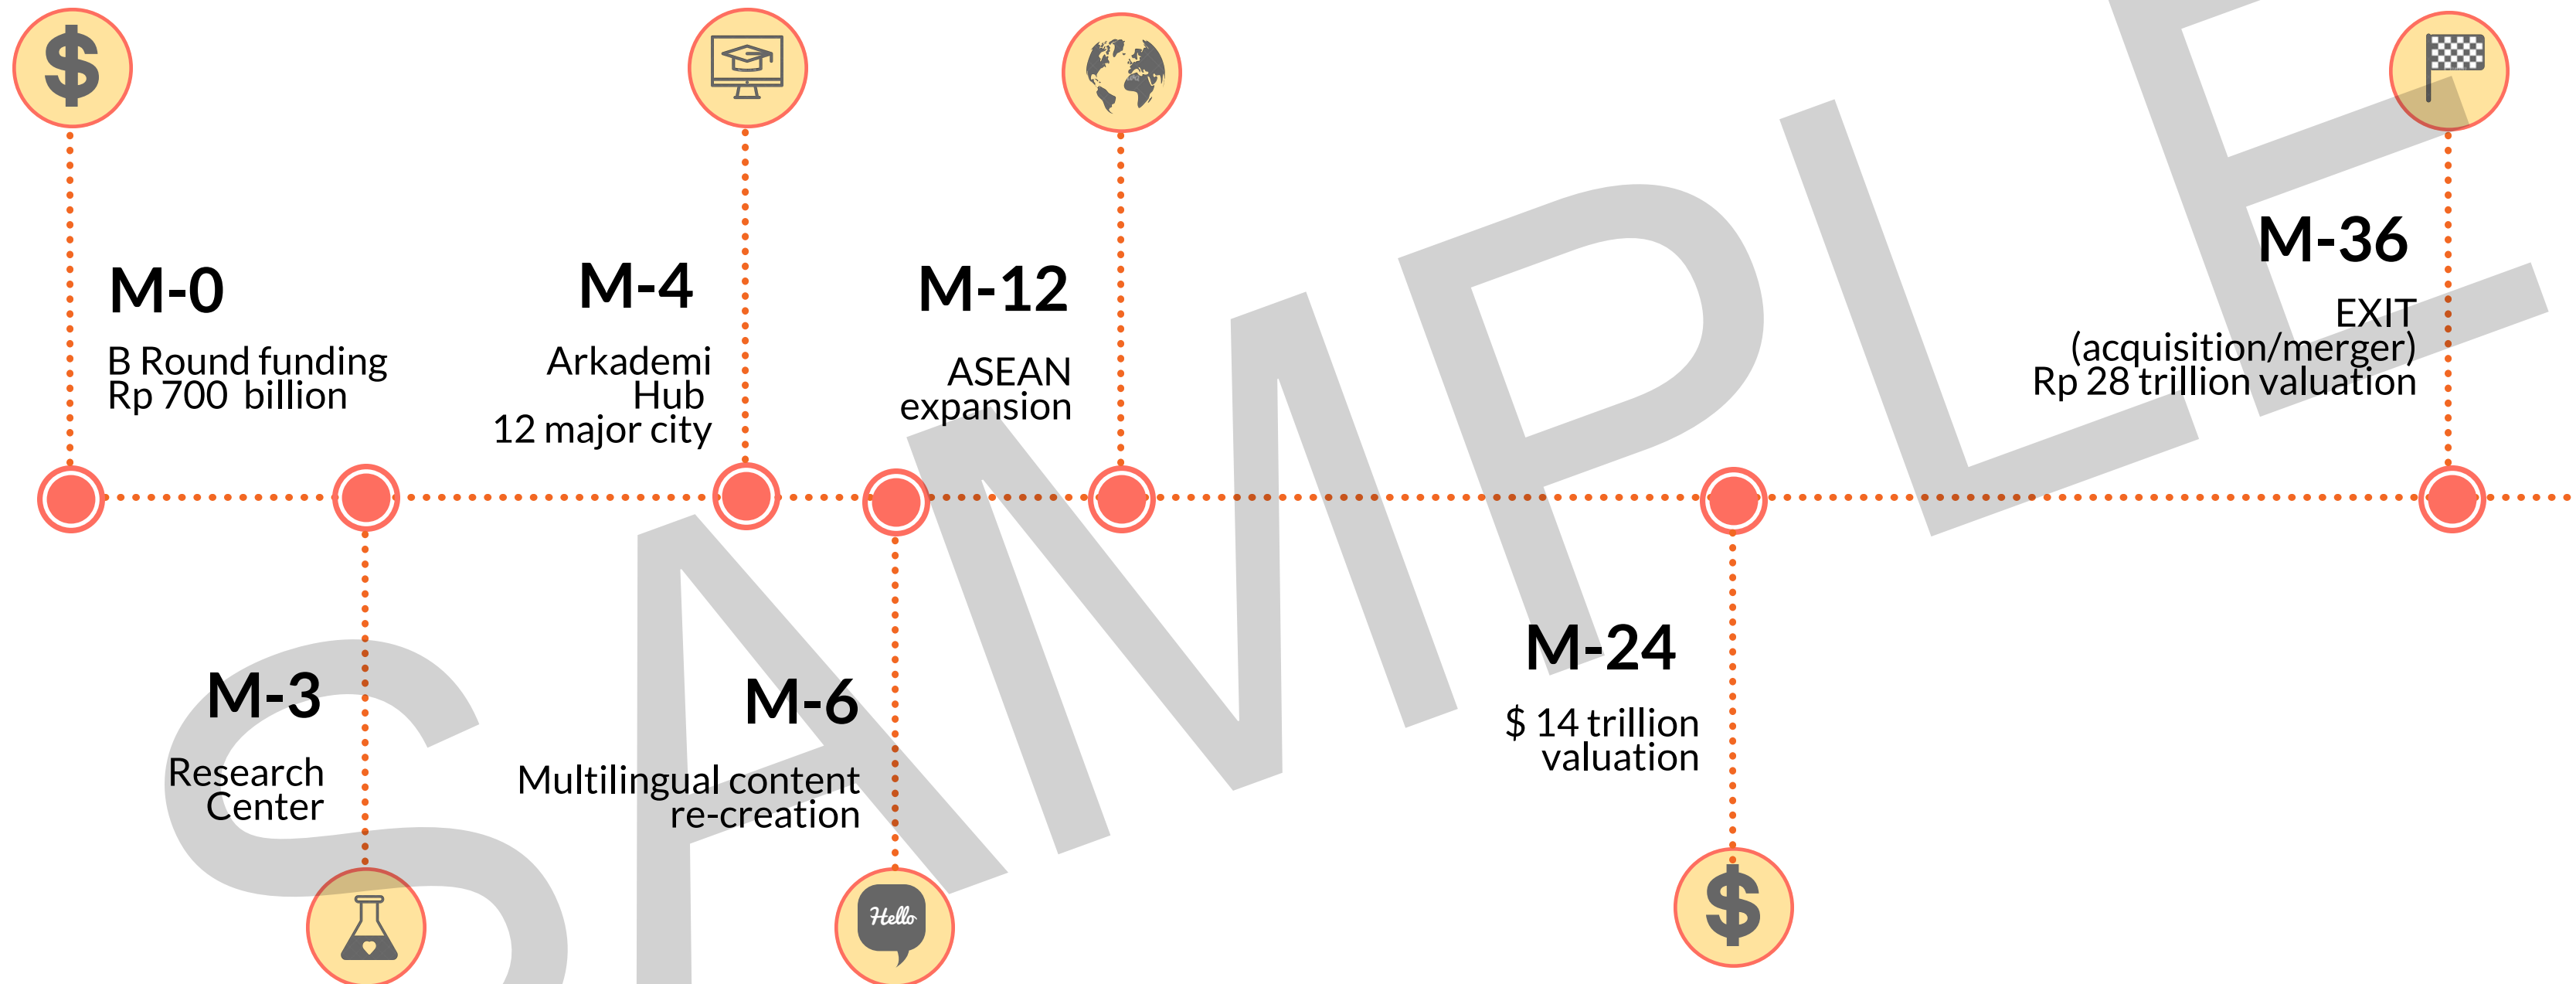 M-0
B Round funding
Rp 700 billion
M-3
Research
Center
M-4
Arkademi
Hub
12 major city
M-6
Multilingual content
re-creation
Hello
M-12
ASEAN
expansion
M-24
$ 14 trillion
valuation
M-36
EXIT
(acquisition/merger)
Rp 28 trillion valuation
SAMPLE